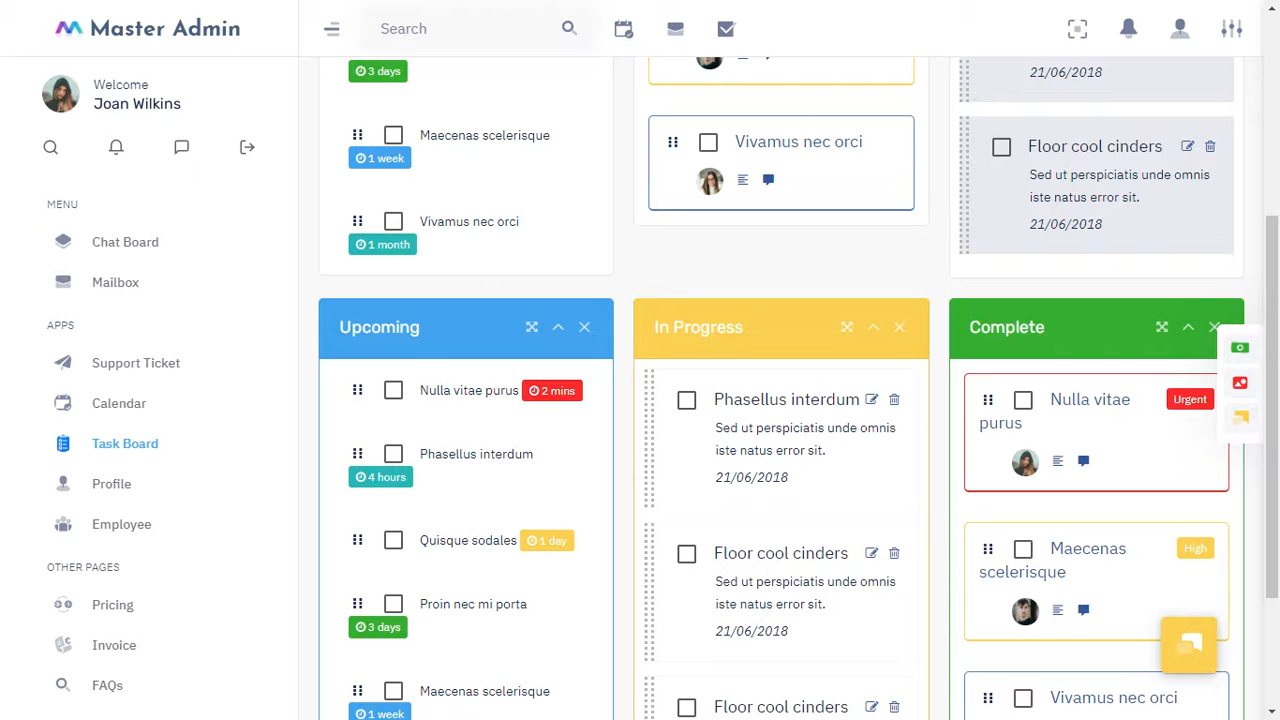 Master Admin
Search
Welcome
Joan Wilkins
MENU
Chat Board
Mailbox
APPS
Support Ticket
Calendar
Task Board
Profile
Employee
OTHER PAGES
Pricing
Invoice
FAQs
3 days
Maecenas scelerisque
1 week
Vivamus nec orci
1 month
Vivamus nec orci
21/06/2018
Floor cool cinders
Sed ut perspiciatis unde omnis
iste natus error sit.
21/06/2018
Upcoming
Nulla vitae purus 2 mins
Phasellus interdum
4 hours
Quisque sodales 1 day
Proin nec mi porta
3 days
Maecenas scelerisque
1 week
In Progress
Phasellus interdum
Sed ut perspiciatis unde omnis
iste natus error sit.
21/06/2018
Floor cool cinders
Sed ut perspiciatis unde omnis
iste natus error sit.
21/06/2018
Floor cool cinders
Complete
Nulla vitae Urgent
purus
Maecenas High
scelerisque
Vivamus nec orci